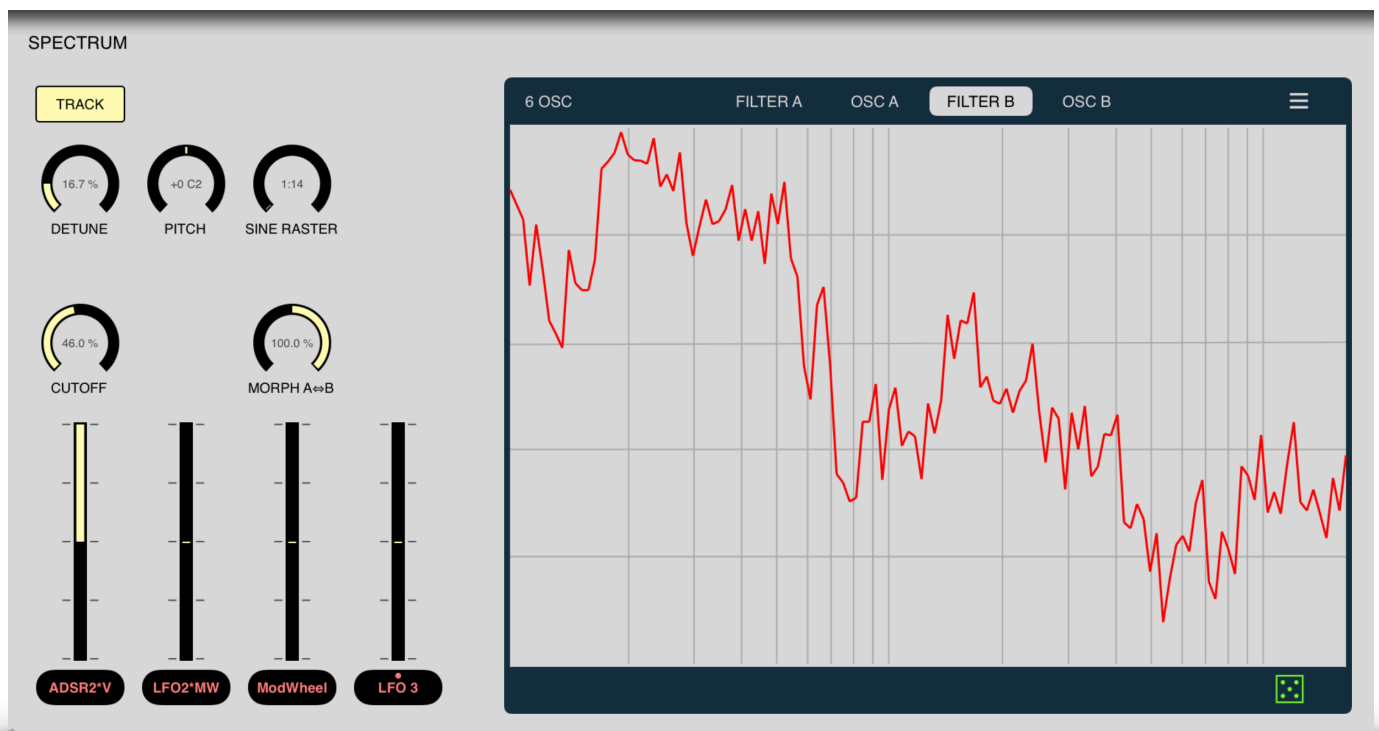 SPECTRUM
TRACK
6 OSC FILTER A OSC A FILTER B OSC B
16.7 % +0 C2 1:14
DETUNE PITCH SINE RASTER
46.0 % 100.0 %
CUTOFF MORPH A⇔B
ADSR2*V LFO2*MW ModWheel LFO 3